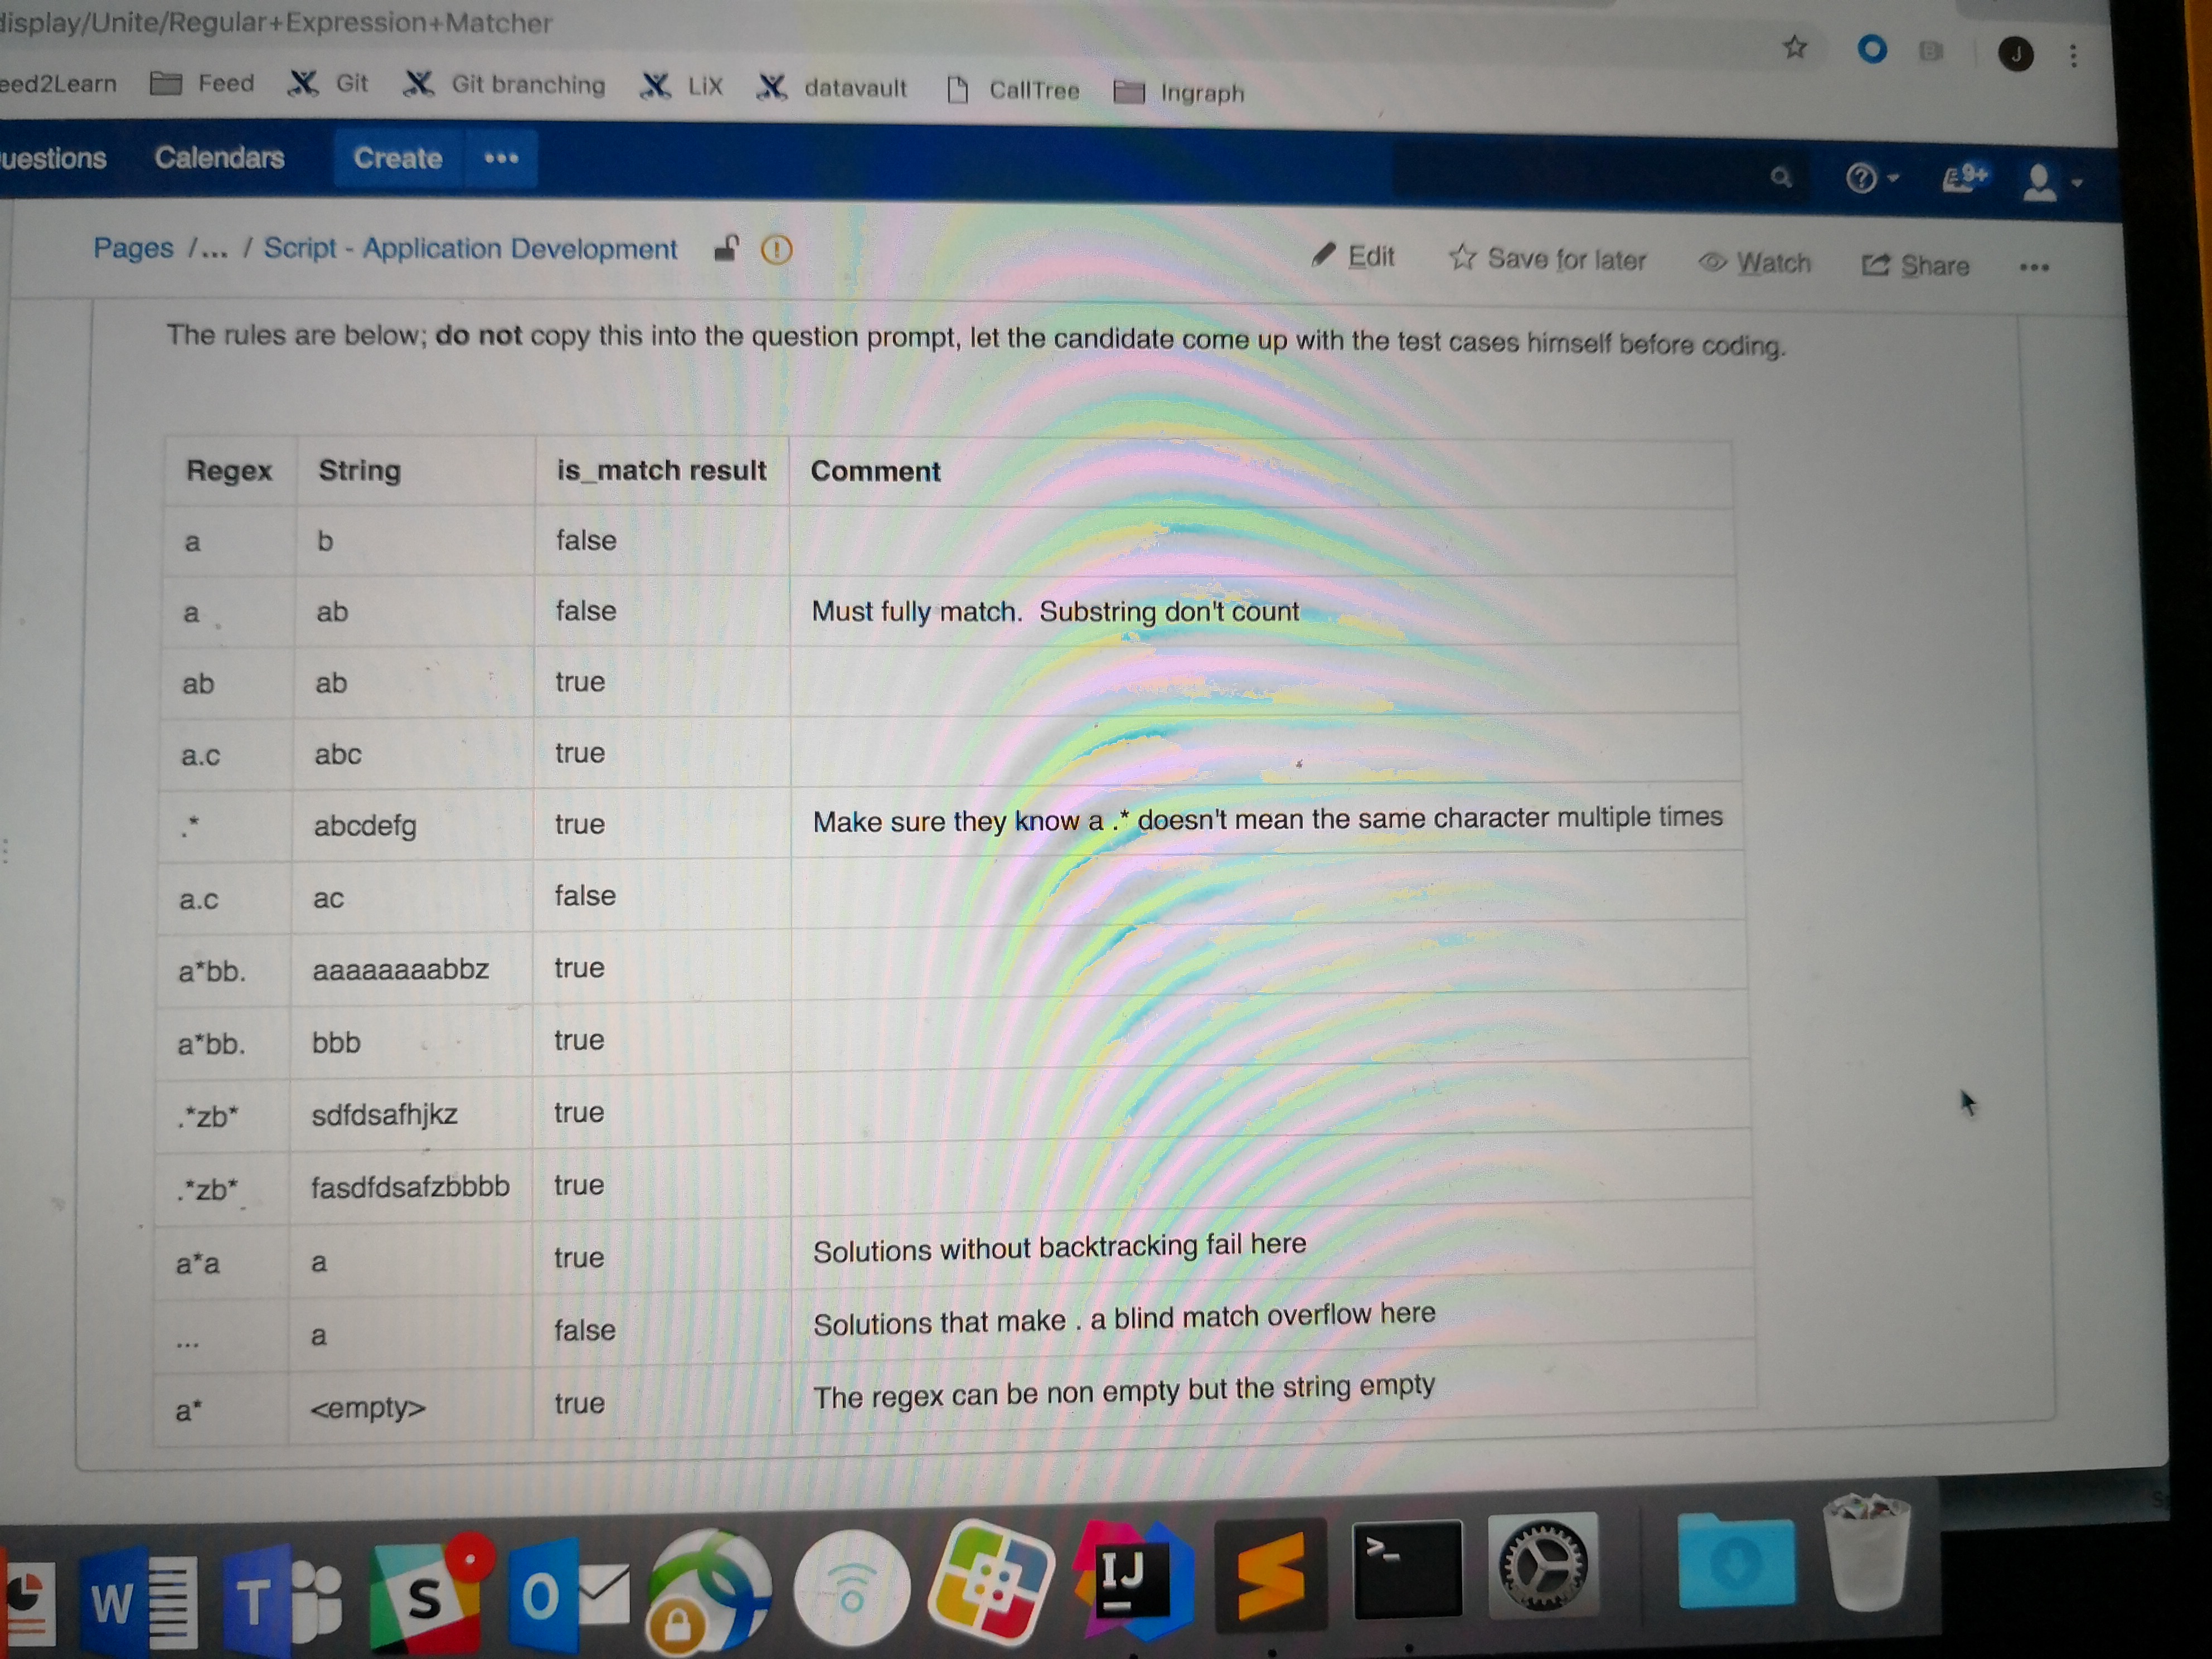 display/Unite/Regular+Expression+Matcher
eed2Learn Feed Git Git branching LiX datavault CallTree Ingraph
J
uestions Calendars Create ••• ? 9+
Pages /... / Script - Application Development ! Edit Save for later Watch Share •••
The rules are below; do not copy this into the question prompt, let the candidate come up with the test cases himself before coding.
Regex String is_match result Comment
a b false
a ab false Must fully match. Substring don't count
ab ab true
a.c abc true
.* abcdefg true Make sure they know a .* doesn't mean the same character multiple times
a.c ac false
a*bb. aaaaaaaabbz true
a*bb. bbb true
.*zb* sdfdsafhjkz true
.*zb* fasdfdsafzbbbb true
a*a a true Solutions without backtracking fail here
... a false Solutions that make . a blind match overflow here
a* <empty> true The regex can be non empty but the string empty
W T S O IJ >_